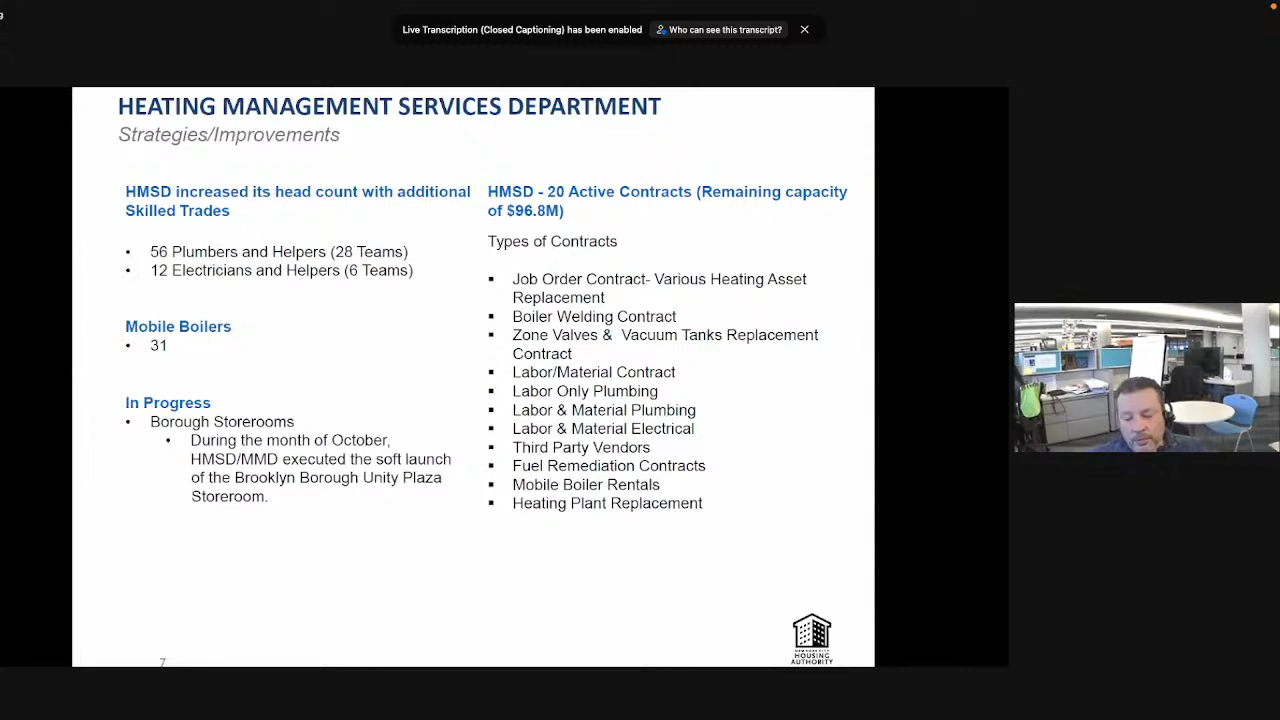 Live Transcription (Closed Captioning) has been enabled
Who can see this transcript?
HEATING MANAGEMENT SERVICES DEPARTMENT
Strategies/Improvements
HMSD increased its head count with additional
Skilled Trades
• 56 Plumbers and Helpers (28 Teams)
• 12 Electricians and Helpers (6 Teams)
Mobile Boilers
• 31
In Progress
• Borough Storerooms
• During the month of October,
HMSD/MMD executed the soft launch
of the Brooklyn Borough Unity Plaza
Storeroom.
HMSD - 20 Active Contracts (Remaining capacity
of $96.8M)
Types of Contracts
▪ Job Order Contract- Various Heating Asset
Replacement
▪ Boiler Welding Contract
▪ Zone Valves & Vacuum Tanks Replacement
Contract
▪ Labor/Material Contract
▪ Labor Only Plumbing
▪ Labor & Material Plumbing
▪ Labor & Material Electrical
▪ Third Party Vendors
▪ Fuel Remediation Contracts
▪ Mobile Boiler Rentals
▪ Heating Plant Replacement
7
NEW YORK CITY
HOUSING
AUTHORITY